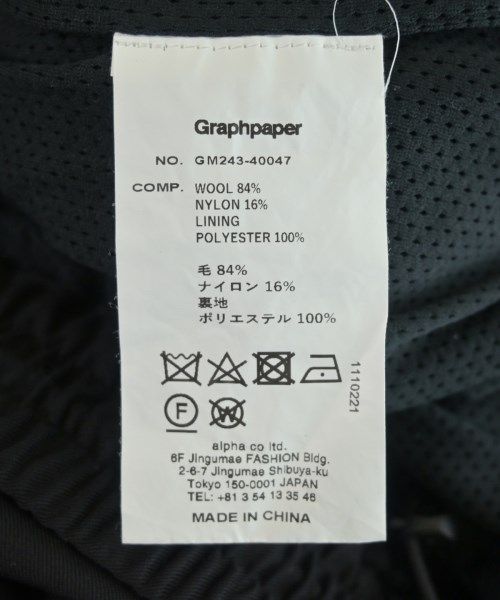 Graphpaper
NO. GM243-40047
COMP. WOOL 84%
NYLON 16%
LINING
POLYESTER 100%
毛 84%
ナイロン 16%
裏地
ポリエステル 100%
1110221
F W
alpha co ltd.
6F Jingumae FASHION Bldg.
2-6-7 Jingumae Shibuya-ku
Tokyo 150-0001 JAPAN
TEL: +81 3 54 13 35 46
MADE IN CHINA